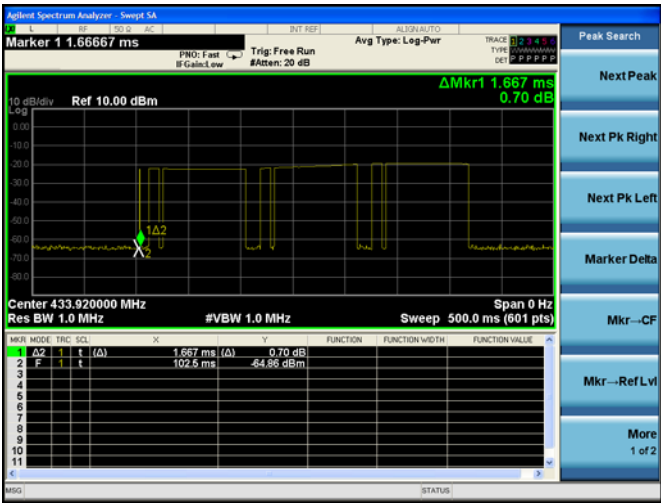 Agilent Spectrum Analyzer - Swept SA
L RF 50 Ω AC INT REF ALIGNAUTO
Marker 1 1.66667 ms
PNO: Fast
IFGain:Low
Trig: Free Run
#Atten: 20 dB
Avg Type: Log-Pwr
TRACE 1 2 3 4 5 6
TYPE
DET P P P P P P
ΔMkr1 1.667 ms
0.70 dB
10 dB/div Ref 10.00 dBm
Log
0.00
-10.0
-20.0
-30.0
-40.0
-50.0
-60.0
-70.0
-80.0
1Δ2
2
Center 433.920000 MHz Span 0 Hz
Res BW 1.0 MHz #VBW 1.0 MHz Sweep 500.0 ms (601 pts)
MKR MODE TRC SCL X Y FUNCTION FUNCTION WIDTH FUNCTION VALUE
1 Δ2 1 t (Δ) 1.667 ms (Δ) 0.70 dB
2 F 1 t 102.5 ms -64.86 dBm
3
4
5
6
7
8
9
10
11
MSG STATUS
Peak Search
Next Peak
Next Pk Right
Next Pk Left
Marker Delta
Mkr→CF
Mkr→Ref Lvl
More
1 of 2